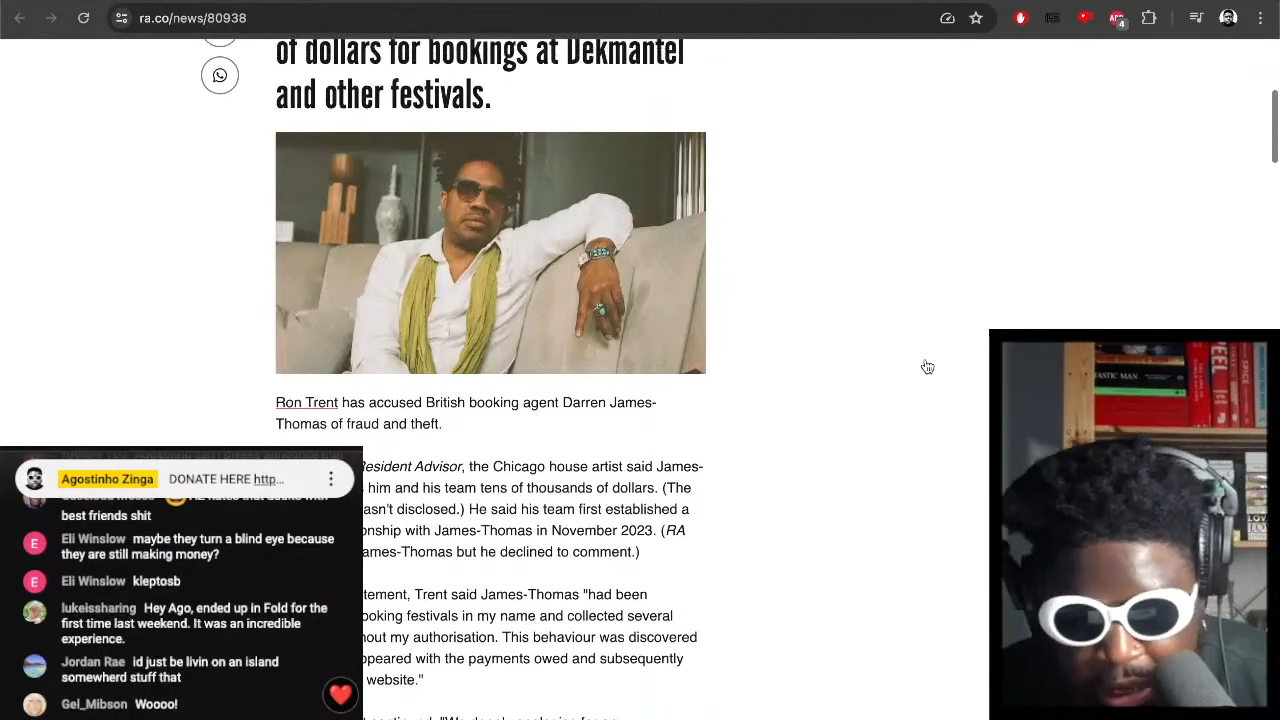 ra.co/news/80938
4
of dollars for bookings at Dekmantel
and other festivals.
Ron Trent has accused British booking agent Darren James-
Thomas of fraud and theft.
Resident Advisor, the Chicago house artist said James-
him and his team tens of thousands of dollars. (The
asn't disclosed.) He said his team first established a
onship with James-Thomas in November 2023. (RA
ames-Thomas but he declined to comment.)
tement, Trent said James-Thomas "had been
ooking festivals in my name and collected several
hout my authorisation. This behaviour was discovered
ppeared with the payments owed and subsequently
website."
Agostinho Zinga DONATE HERE http...
best friends shit
E Eli Winslow maybe they turn a blind eye because
they are still making money?
E Eli Winslow kleptosb
lukeissharing Hey Ago, ended up in Fold for the
first time last weekend. It was an incredible
experience.
Jordan Rae id just be livin on an island
somewherd stuff that
Gel_Mibson Woooo!
TASTIC MAN